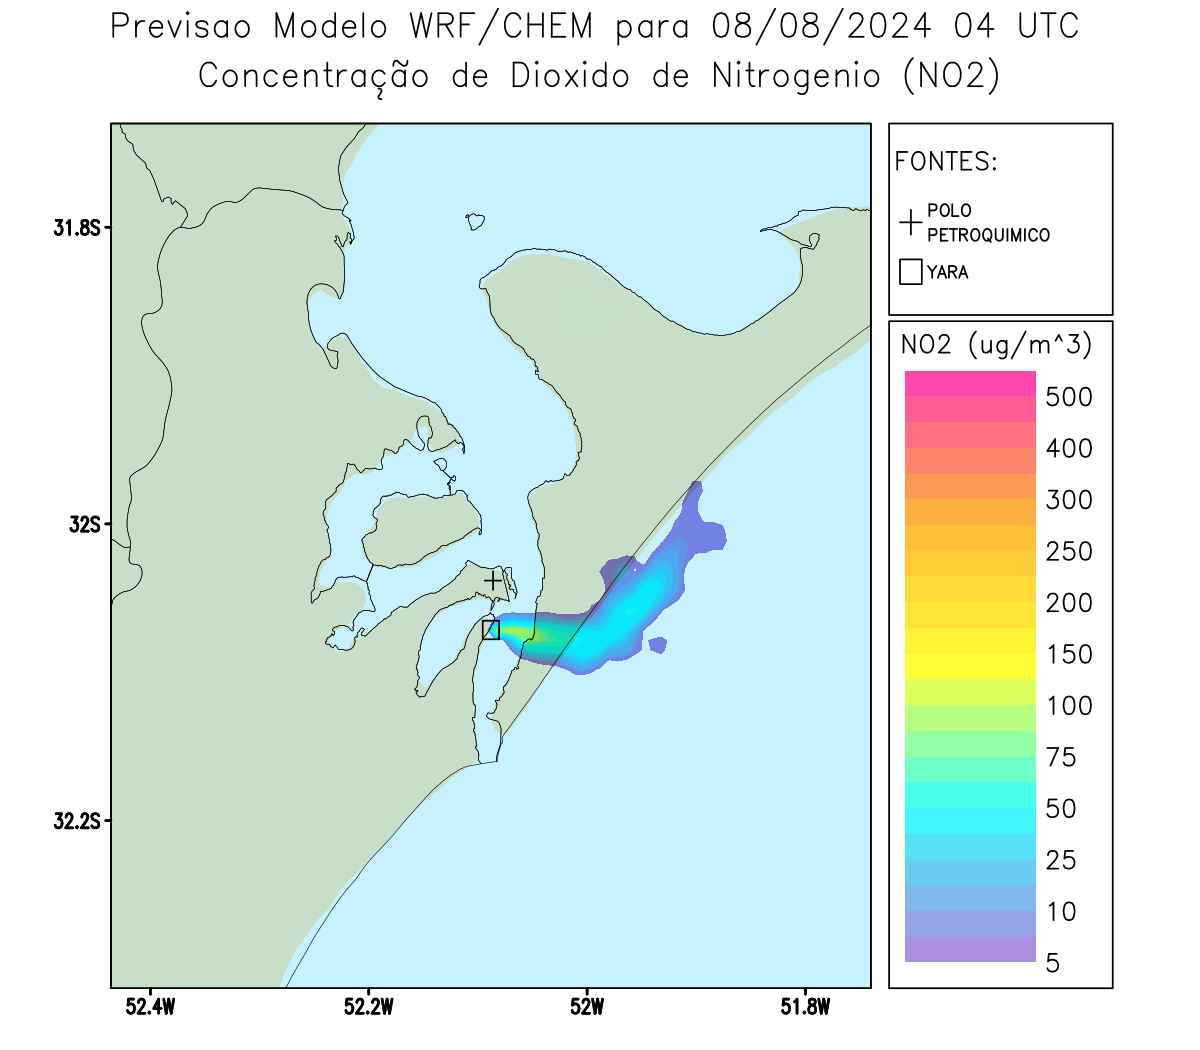 Previsao Modelo WRF/CHEM para 08/08/2024 04 UTC
Concentração de Dioxido de Nitrogenio (NO2)
FONTES:
POLO
PETROQUIMICO
YARA
NO2 (ug/m^3)
500
400
300
250
200
150
100
75
50
25
10
5
31.8S
32S
32.2S
52.4W
52.2W
52W
51.8W